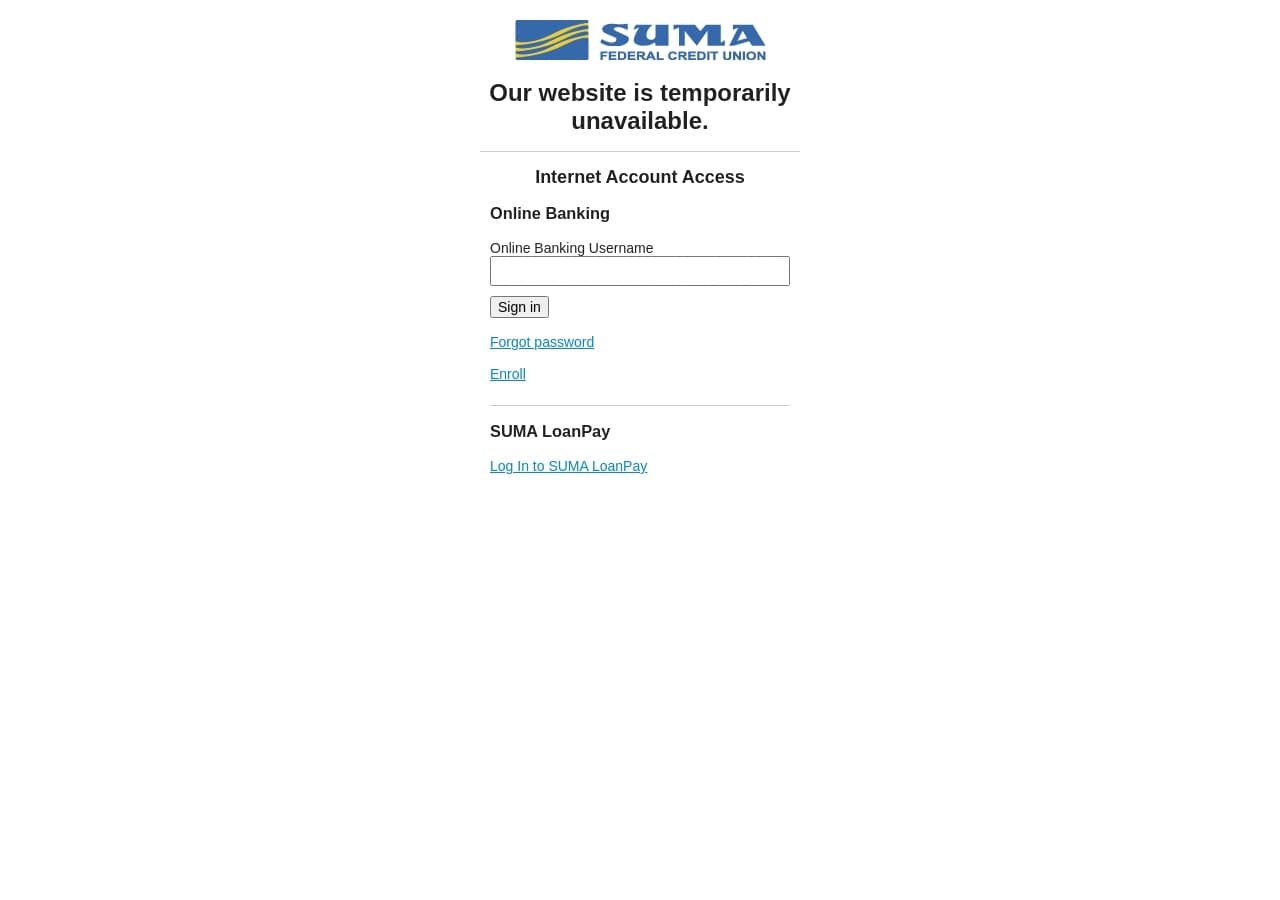 SUMA
FEDERAL CREDIT UNION
Our website is temporarily
unavailable.
Internet Account Access
Online Banking
Online Banking Username
Sign in
Forgot password
Enroll
SUMA LoanPay
Log In to SUMA LoanPay